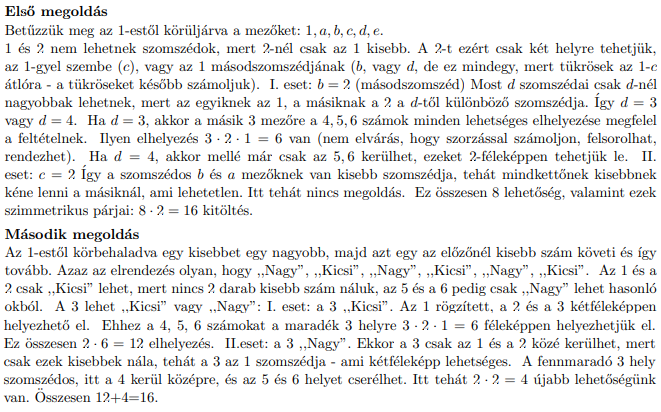 Első megoldás
Betűzzük meg az 1-estől körüljárva a mezőket: 1, a, b, c, d, e.
1 és 2 nem lehetnek szomszédok, mert 2-nél csak az 1 kisebb. A 2-t ezért csak két helyre tehetjük,
az 1-gyel szembe (c), vagy az 1 másodszomszédjának (b, vagy d, de ez mindegy, mert tükrösek az 1-c
átlóra - a tükröseket később számoljuk). I. eset: b = 2 (másodszomszéd) Most d szomszédai csak d-nél
nagyobbak lehetnek, mert az egyiknek az 1, a másiknak a 2 a d-től különböző szomszédja. Így d = 3
vagy d = 4. Ha d = 3, akkor a másik 3 mezőre a 4, 5, 6 számok minden lehetséges elhelyezése megfelel
a feltételnek. Ilyen elhelyezés 3 · 2 · 1 = 6 van (nem elvárás, hogy szorzással számoljon, felsorolhat,
rendezhet). Ha d = 4, akkor mellé már csak az 5, 6 kerülhet, ezeket 2-féleképpen tehetjük le. II.
eset: c = 2 Így a szomszédos b és a mezőknek van kisebb szomszédja, tehát mindkettőnek kisebbnek
kéne lenni a másiknál, ami lehetetlen. Itt tehát nincs megoldás. Ez összesen 8 lehetőség, valamint ezek
szimmetrikus párjai: 8 · 2 = 16 kitöltés.
Második megoldás
Az 1-estől körbehaladva egy kisebbet egy nagyobb, majd azt egy az előzőnél kisebb szám követi és így
tovább. Azaz az elrendezés olyan, hogy ,,Nagy”, ,,Kicsi”, ,,Nagy”, ,,Kicsi”, ,,Nagy”, ,,Kicsi”. Az 1 és a
2 csak ,,Kicsi” lehet, mert nincs 2 darab kisebb szám náluk, az 5 és a 6 pedig csak ,,Nagy” lehet hasonló
okból. A 3 lehet ,,Kicsi” vagy ,,Nagy”: I. eset: a 3 ,,Kicsi”. Az 1 rögzített, a 2 és a 3 kétféleképpen
helyezhető el. Ehhez a 4, 5, 6 számokat a maradék 3 helyre 3 · 2 · 1 = 6 féleképpen helyezhetjük el.
Ez összesen 2 · 6 = 12 elhelyezés. II.eset: a 3 ,,Nagy”. Ekkor a 3 csak az 1 és a 2 közé kerülhet, mert
csak ezek kisebbek nála, tehát a 3 az 1 szomszédja - ami kétféleképp lehetséges. A fennmaradó 3 hely
szomszédos, itt a 4 kerül középre, és az 5 és 6 helyet cserélhet. Itt tehát 2 · 2 = 4 újabb lehetőségünk
van. Összesen 12+4=16.